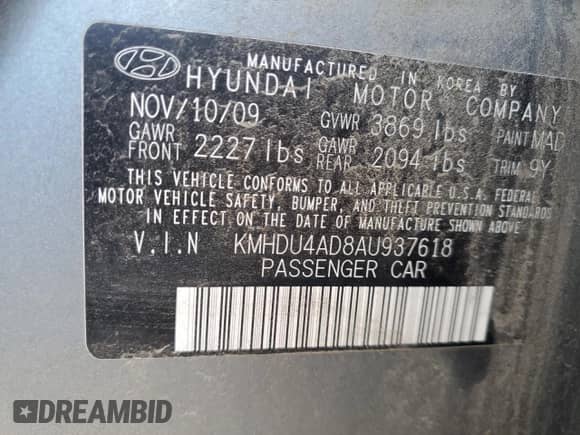 MANUFACTURED IN KOREA BY
HYUNDAI MOTOR COMPANY
NOV/10/09 GVWR 3869 lbs PAINT MAD
GAWR FRONT 2227 lbs GAWR REAR 2094 lbs TRIM 9Y
THIS VEHICLE CONFORMS TO ALL APPLICABLE U.S.A. FEDERAL
MOTOR VEHICLE SAFETY, BUMPER, AND THEFT PREVENTION STANDARDS
IN EFFECT ON THE DATE OF MANUFACTURE SHOWN ABOVE
V.I.N KMHDU4AD8AU937618
PASSENGER CAR
DREAMBID